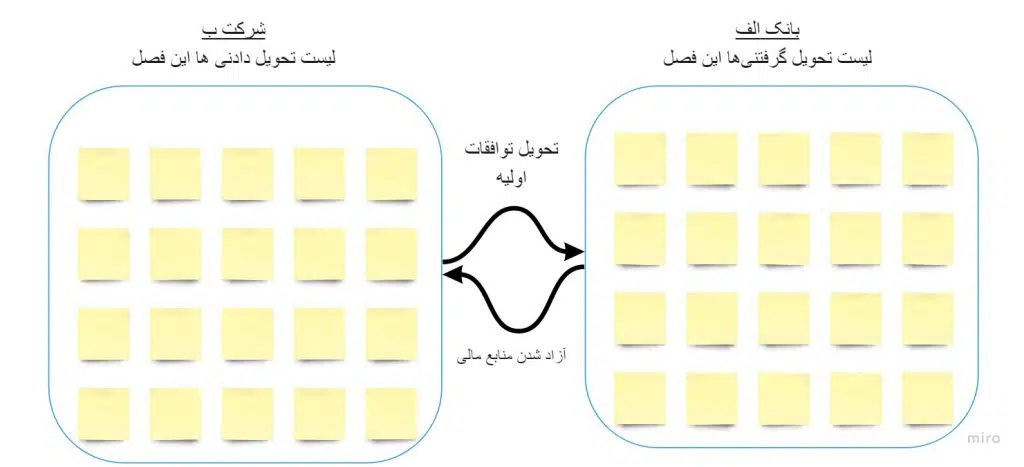 بانک الف
لیست تحویل گرفتنی‌ها این فصل
شرکت ب
لیست تحویل دادنی ها این فصل
تحویل توافقات
اولیه
آزاد شدن منابع مالی
miro